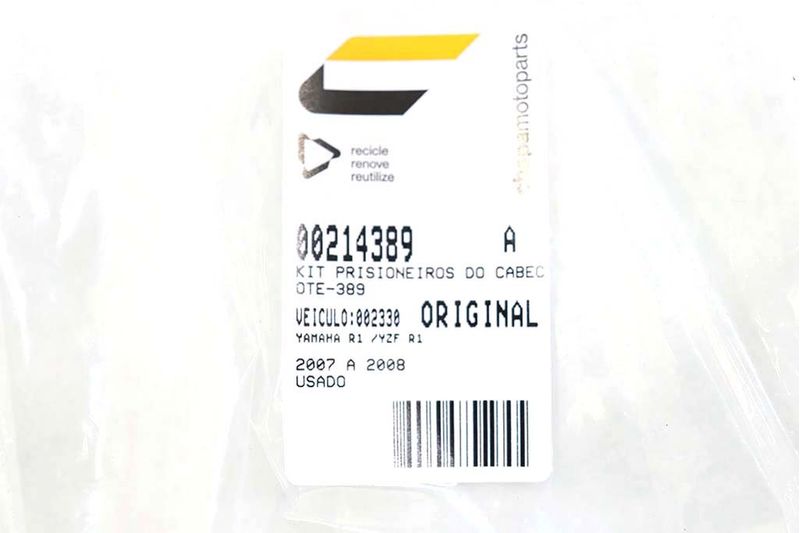 recicle
renove
reutilize
00214389 A
KIT PRISIONEIROS DO CABEC
OTE-389
VEICULO:002330 ORIGINAL
YAMAHA R1 /YZF R1
2007 A 2008
USADO